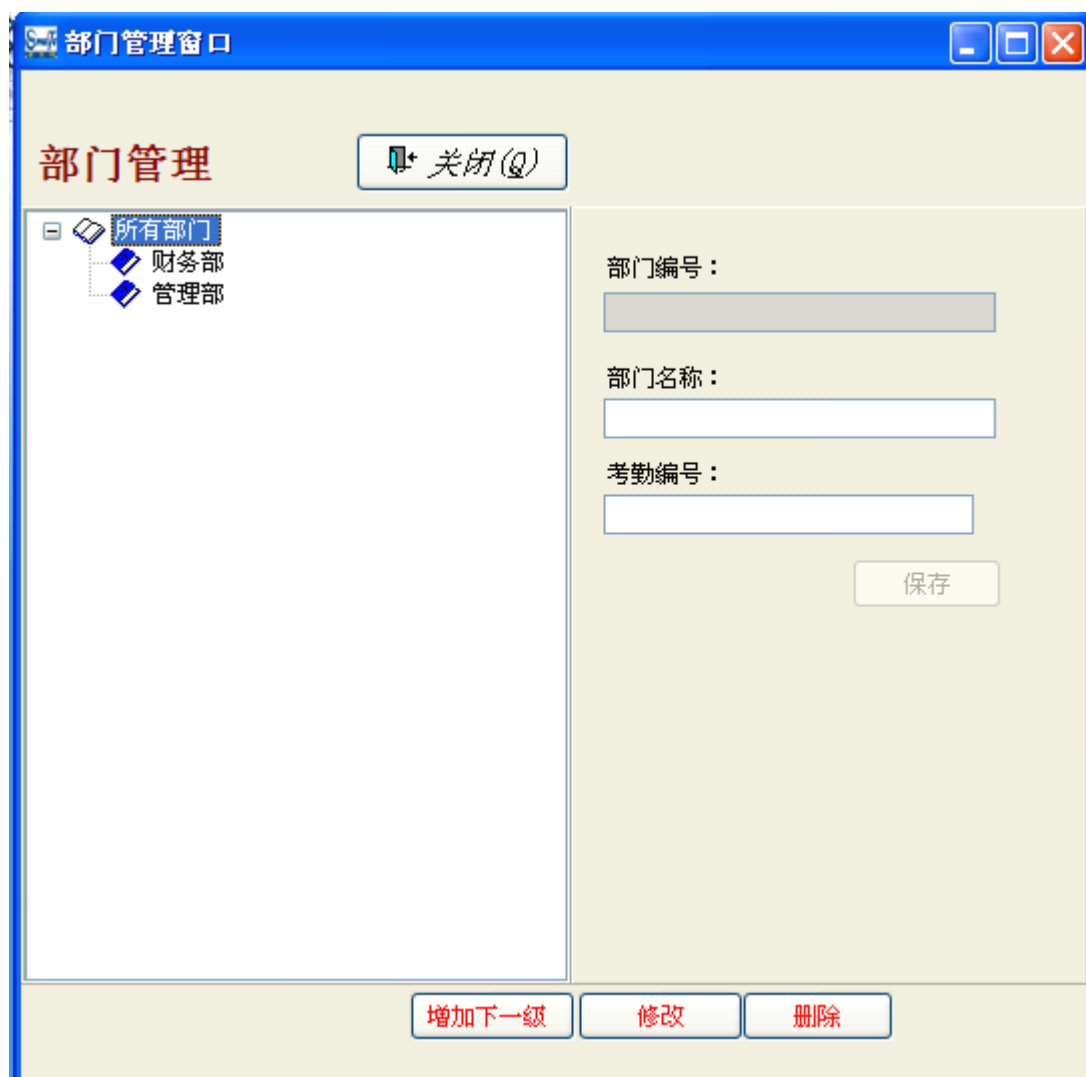 部门管理窗口
部门管理
关闭(Q)
所有部门
财务部
管理部
部门编号：
部门名称：
考勤编号：
保存
增加下一级
修改
删除